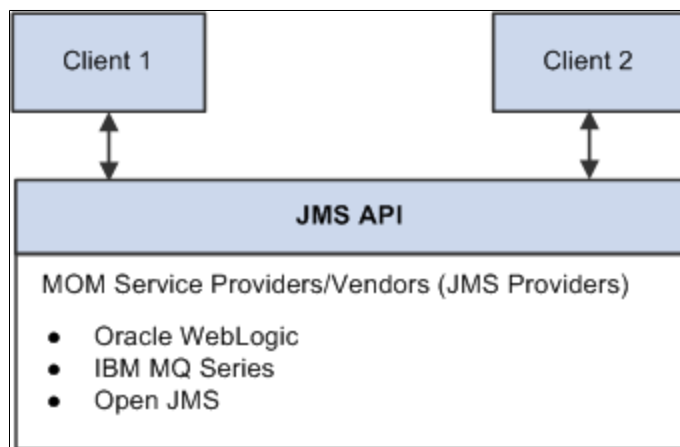 Client 1
Client 2
JMS API
MOM Service Providers/Vendors (JMS Providers)
● Oracle WebLogic
● IBM MQ Series
● Open JMS